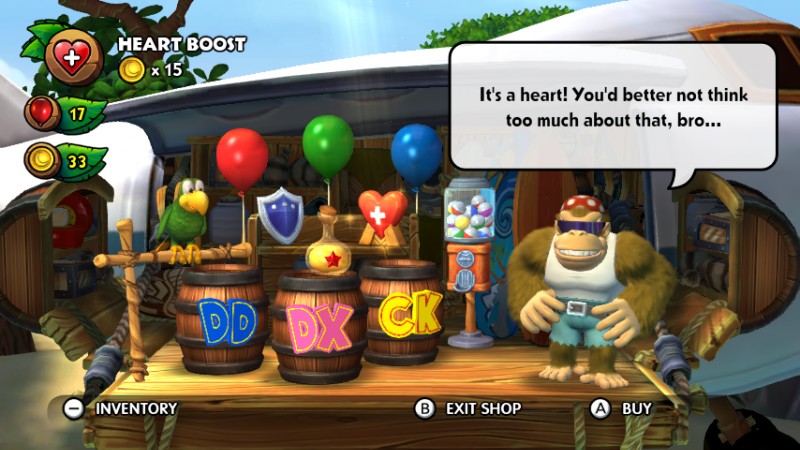 HEART BOOST
x 15
17
33
It's a heart! You'd better not think
too much about that, bro...
DD
DX
CK
− INVENTORY
B EXIT SHOP
A BUY